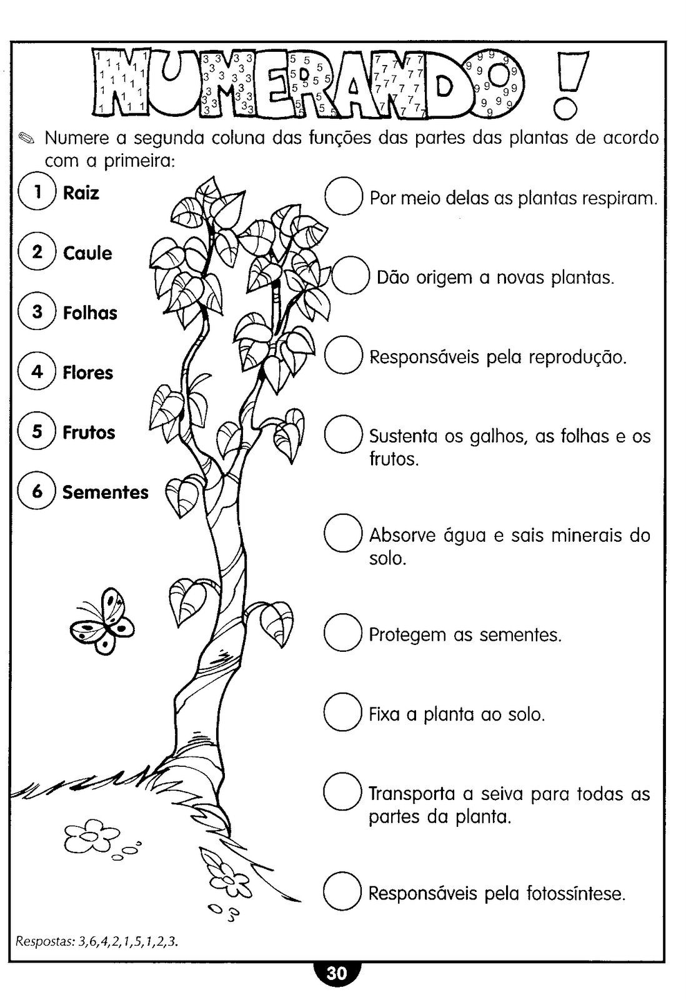 NUMERANDO!
Numere a segunda coluna das funções das partes das plantas de acordo
com a primeira:
1 Raiz
2 Caule
3 Folhas
4 Flores
5 Frutos
6 Sementes
Por meio delas as plantas respiram.
Dão origem a novas plantas.
Responsáveis pela reprodução.
Sustenta os galhos, as folhas e os
frutos.
Absorve água e sais minerais do
solo.
Protegem as sementes.
Fixa a planta ao solo.
Transporta a seiva para todas as
partes da planta.
Responsáveis pela fotossíntese.
Respostas: 3,6,4,2,1,5,1,2,3.
30